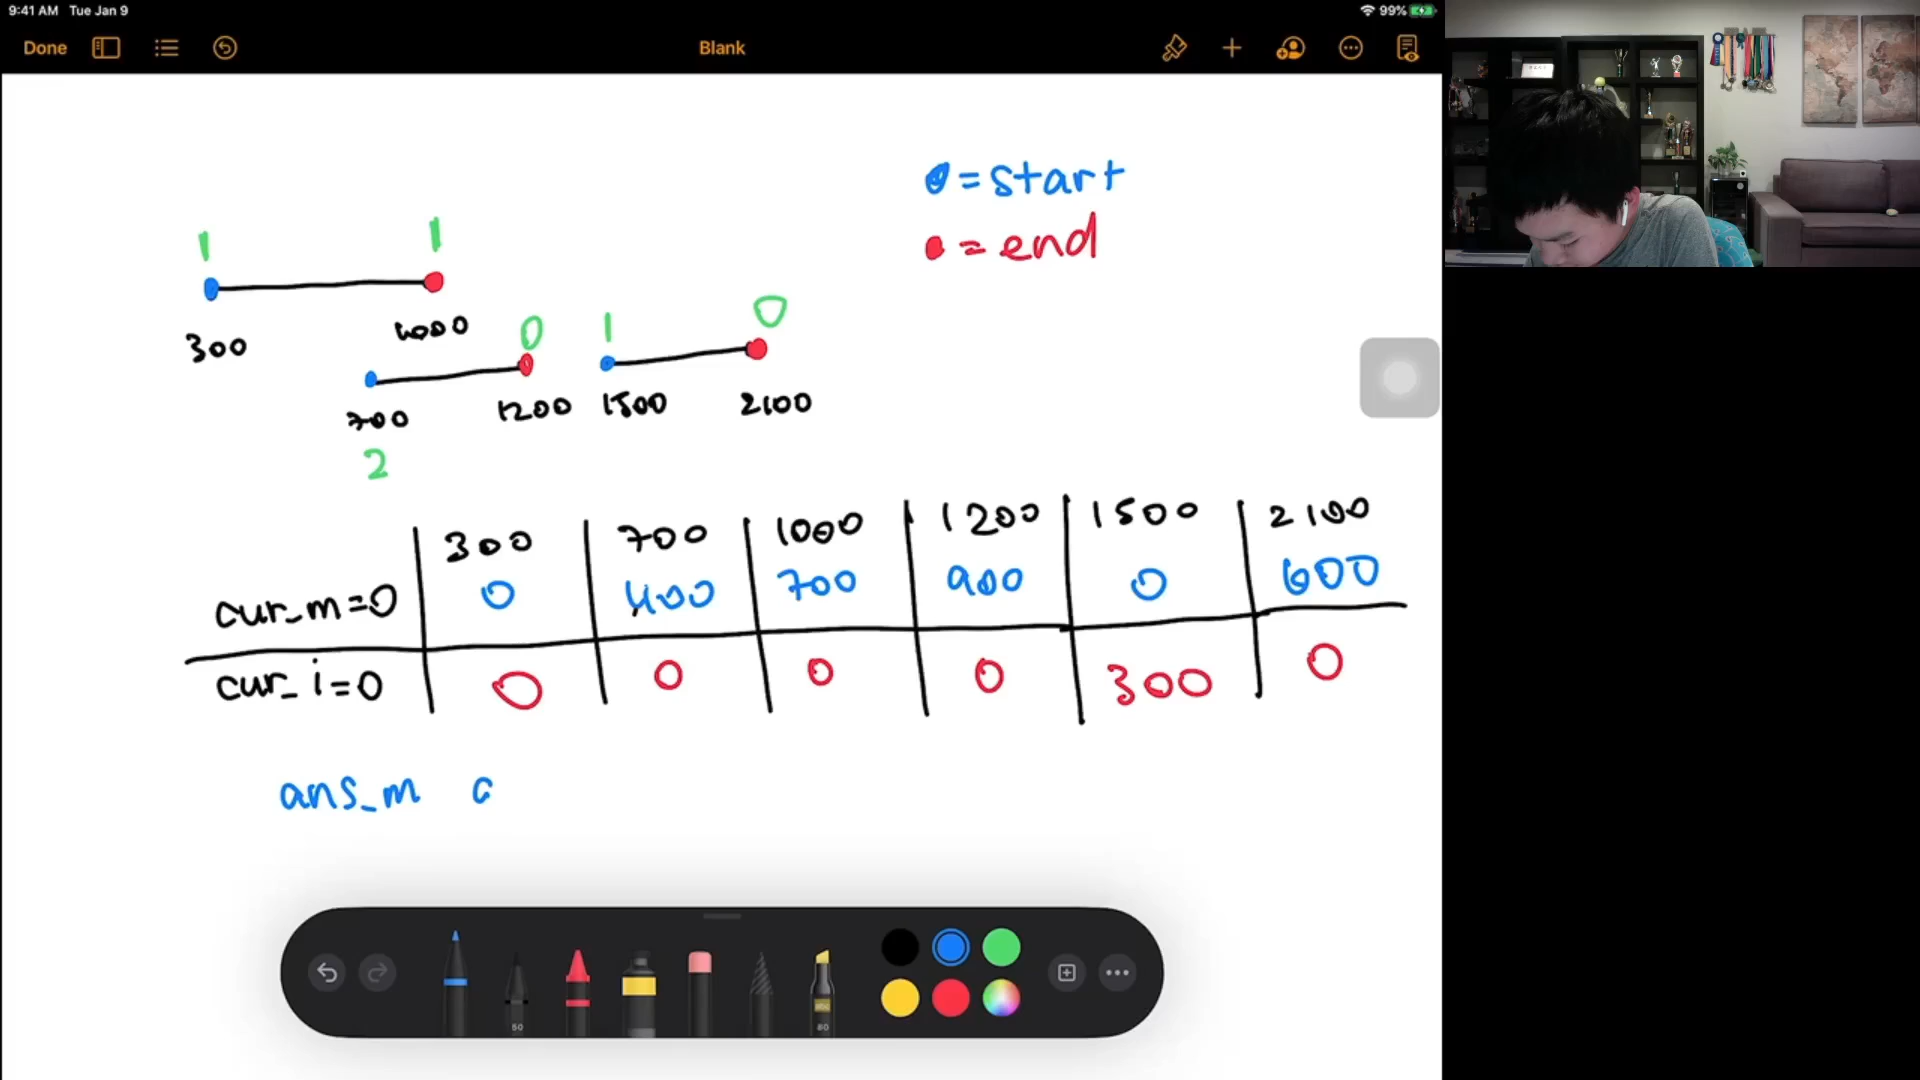 9:41 AM Tue Jan 9
99%
Done
Blank
= start
= end
1 1
300 1000
0 1 0
700 1200 1500 2100
2
300 700 1000 1200 1500 2100
cur_m=0 0 400 700 900 0 600
cur_i=0 0 0 0 0 300 0
ans_m
50
80